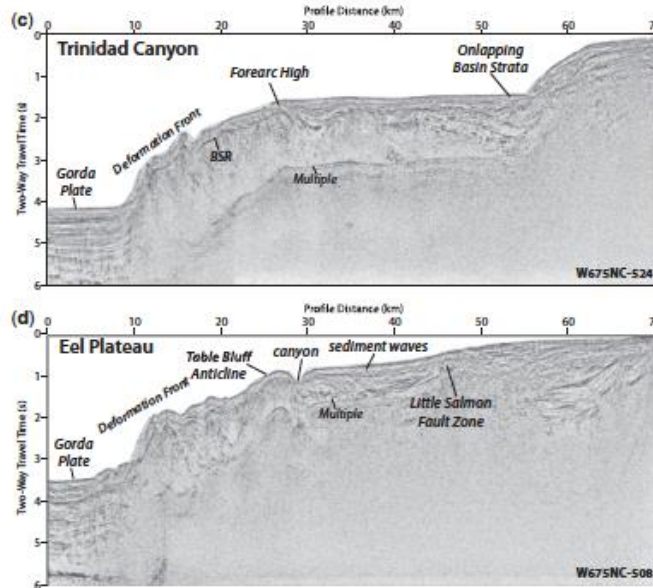 Profile Distance (km)
(c)
0 10 20 30 40 50 60 70
Trinidad Canyon
Onlapping
Basin Strata
Forearc High
Deformation Front
BSR
Multiple
Gorda
Plate
Two-Way Travel Time (s)
0
1
2
3
4
5
6
W675NC-524
Profile Distance (km)
(d)
0 10 20 30 40 50 60 70
Eel Plateau
Table Bluff
Anticline
canyon
sediment waves
Deformation Front
Multiple
Little Salmon
Fault Zone
Gorda
Plate
Two-Way Travel Time (s)
0
1
2
3
4
5
6
W675NC-508